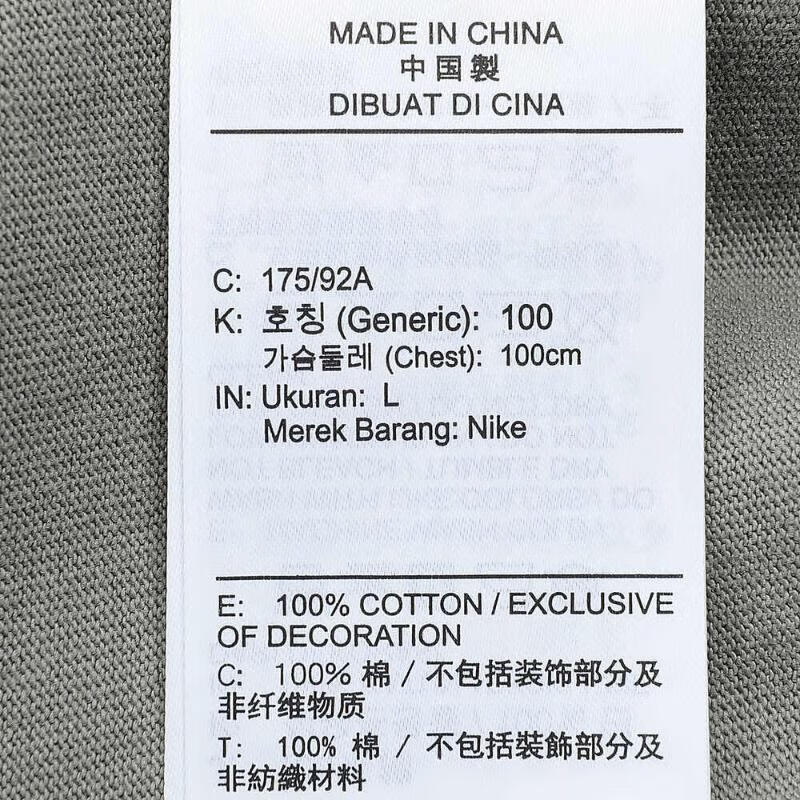 MADE IN CHINA
中国製
DIBUAT DI CINA
C: 175/92A
K: 호칭 (Generic): 100
가슴둘레 (Chest): 100cm
IN: Ukuran: L
Merek Barang: Nike
E: 100% COTTON / EXCLUSIVE
OF DECORATION
C: 100% 棉 / 不包括装饰部分及
非纤维物质
T: 100% 棉 / 不包括裝飾部分及
非紡織材料